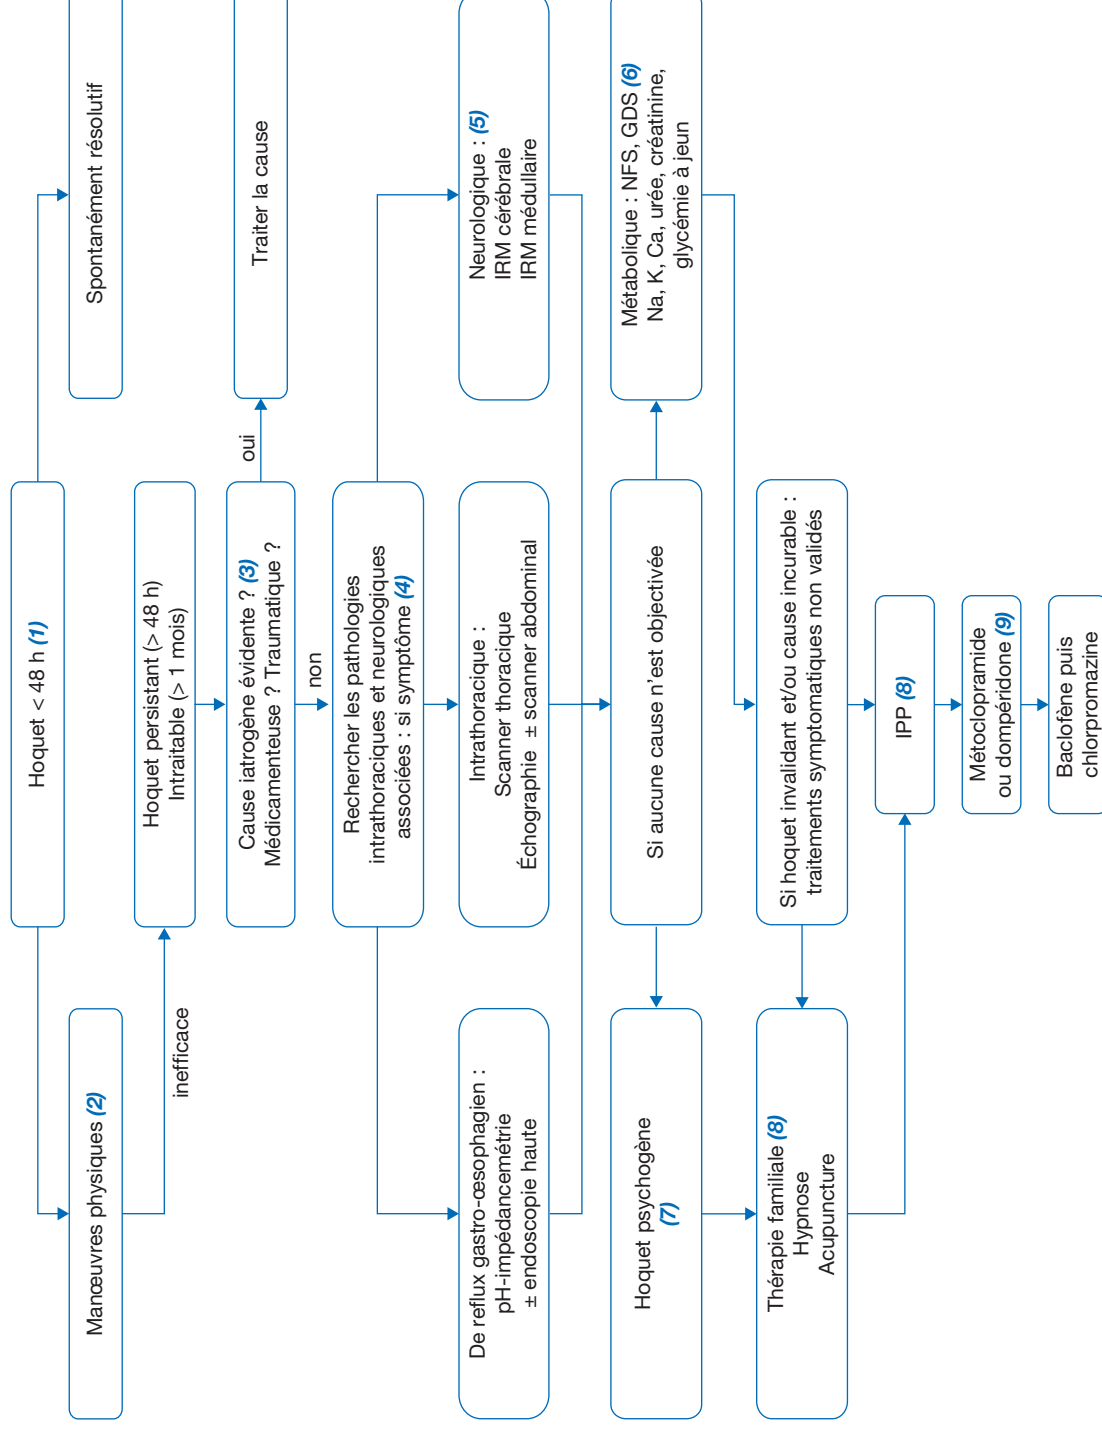 Hoquet < 48 h (1)
Manœuvres physiques (2)
Spontanément résolutif
inefficace
Hoquet persistant (> 48 h)
Intraitable (> 1 mois)
Cause iatrogène évidente ? (3)
Médicamenteuse ? Traumatique ?
oui
Traiter la cause
non
Rechercher les pathologies
intrathoraciques et neurologiques
associées : si symptôme (4)
De reflux gastro-œsophagien :
pH-impédancemétrie
± endoscopie haute
Intrathoracique :
Scanner thoracique
Échographie ± scanner abdominal
Neurologique : (5)
IRM cérébrale
IRM médullaire
Hoquet psychogène
(7)
Si aucune cause n'est objectivée
Métabolique : NFS, GDS (6)
Na, K, Ca, urée, créatinine,
glycémie à jeun
Thérapie familiale (8)
Hypnose
Acupuncture
Si hoquet invalidant et/ou cause incurable :
traitements symptomatiques non validés
IPP (8)
Métoclopramide
ou dompéridone (9)
Baclofène puis
chlorpromazine